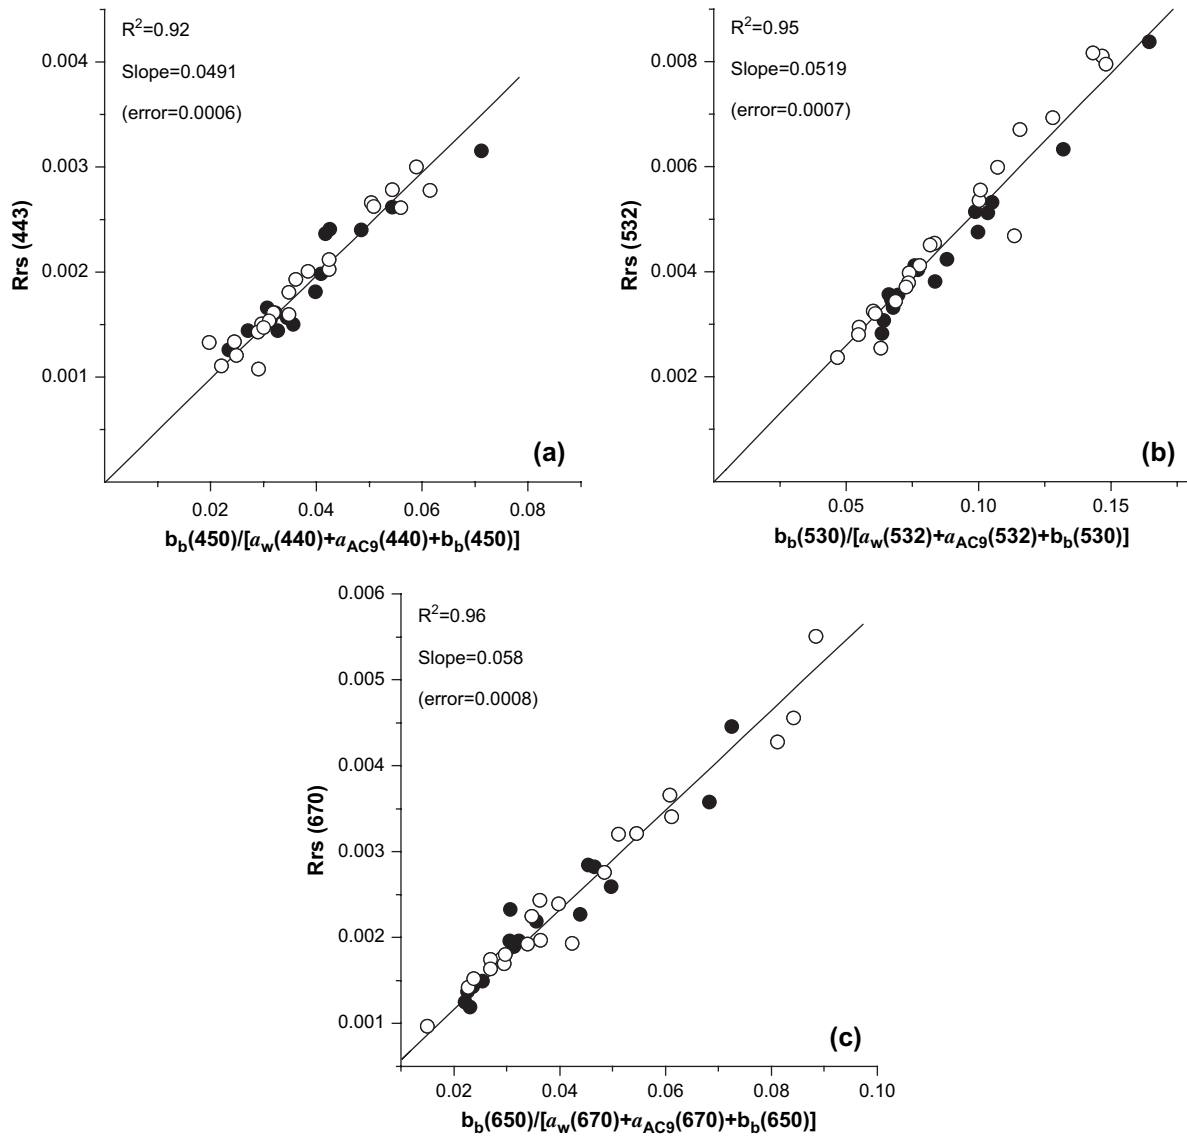 R²=0.92
Slope=0.0491
(error=0.0006)
0.004
0.003
0.002
0.001
Rrs (443)
(a)
0.02 0.04 0.06 0.08
b_b(450)/[a_w(440)+a_AC9(440)+b_b(450)]
R²=0.95
Slope=0.0519
(error=0.0007)
0.008
0.006
0.004
0.002
Rrs (532)
(b)
0.05 0.10 0.15
b_b(530)/[a_w(532)+a_AC9(532)+b_b(530)]
R²=0.96
Slope=0.058
(error=0.0008)
0.006
0.005
0.004
0.003
0.002
0.001
Rrs (670)
(c)
0.02 0.04 0.06 0.08 0.10
b_b(650)/[a_w(670)+a_AC9(670)+b_b(650)]